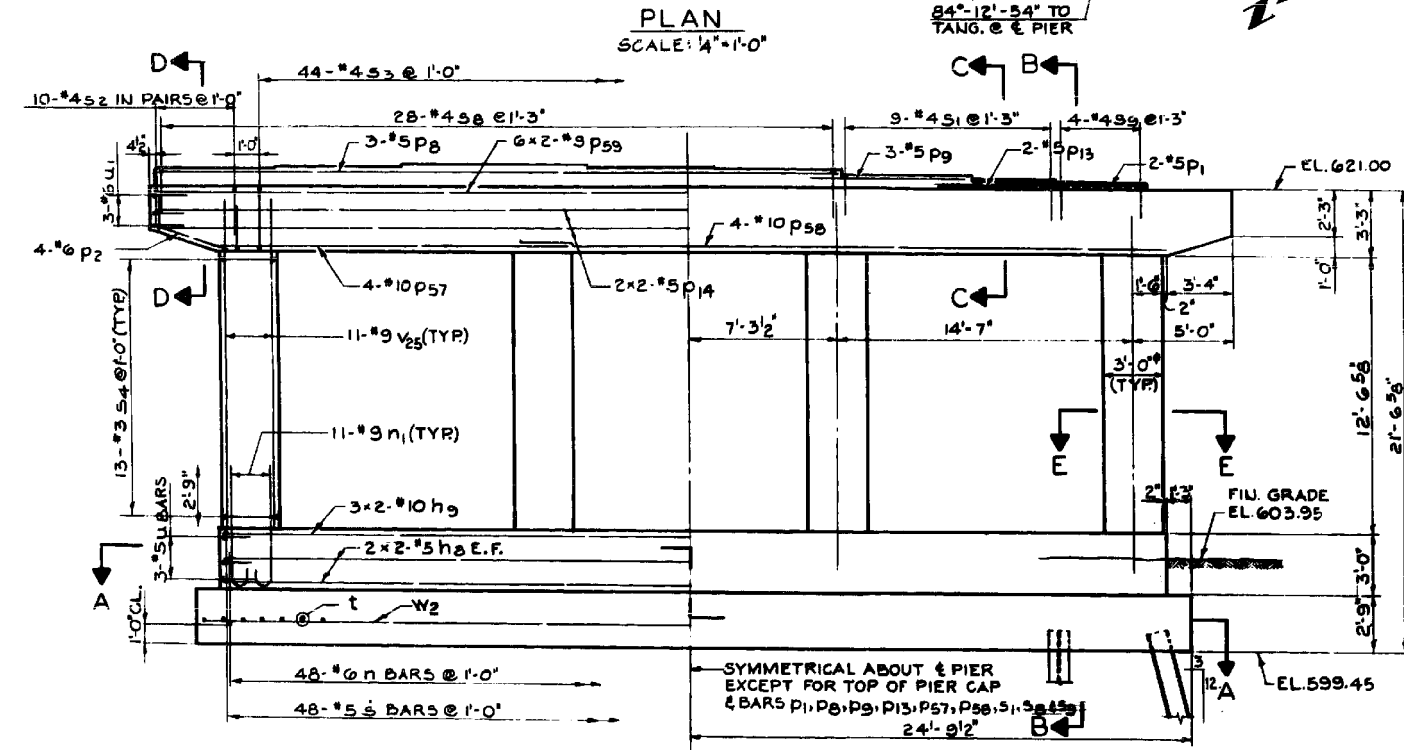 PLAN
SCALE: 1/4"=1'-0"
84°-12'-54" TO
TANG. @ ℄ PIER
D
44-#4 S3 @ 1'-0"
C
B
10-#4 S2 IN PAIRS @ 1'-0"
28-#4 S8 @ 1'-3"
9-#4 S1 @ 1'-3"
4-#4 S9 @ 1'-3"
4½"
1'-0"
3-#5 P8
6×2-#9 P59
3-#5 P9
2-#5 P13
2-#5 P1
EL. 621.00
3-#6 U1
2'-3"
3'-3"
4-#6 P2
4-#10 P58
1'-0"
D
4-#10 P57
2×2-#5 P14
C
1'-6"
3'-4"
2"
7'-3½"
14'-7"
5'-0"
11-#9 V25 (TYP.)
3'-0"φ
(TYP.)
13-#3 S4 @ 1'-0" (TYP.)
12'-6⅝"
21'-6⅝"
11-#9 n1 (TYP.)
E
E
2'-9"
2"
1'-3"
FIN. GRADE
EL. 603.95
3×2-#10 h9
3-#5 U BARS
2×2-#5 h8 E.F.
3'-0"
A
1'-0" CL.
t
W2
2'-9"
48-#6 n BARS @ 1'-0"
SYMMETRICAL ABOUT ℄ PIER
EXCEPT FOR TOP OF PIER CAP
& BARS P1, P8, P9, P13, P57, P58, S1, S8 & S9
3
12
A
EL. 599.45
48-#5 S BARS @ 1'-0"
24'-9½"
B